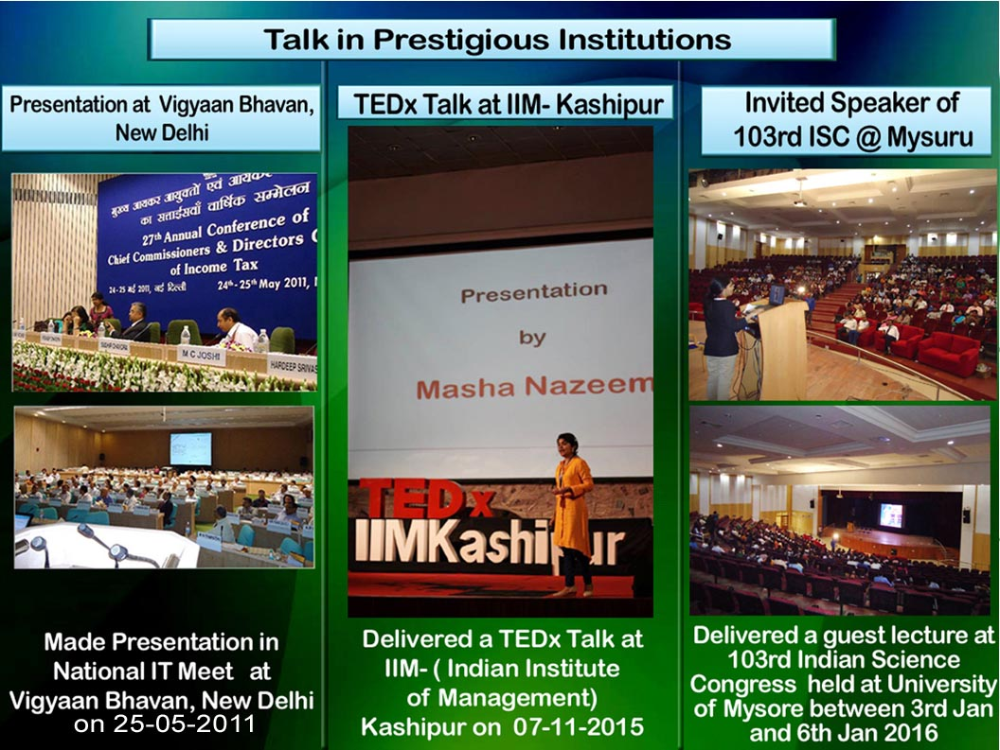 Talk in Prestigious Institutions
Presentation at Vigyaan Bhavan,
New Delhi
मुख्य आयकर आयुक्तों एवं आयकर
का सत्ताईसवाँ वार्षिक सम्मेलन
27th Annual Conference of
Chief Commissioners & Directors
of Income Tax
24-25 मई 2011, नई दिल्ली
24th-25th May 2011,
SUDHIR CHANDRA
M C JOSHI
HARDEEP SRIVAS
Made Presentation in
National IT Meet at
Vigyaan Bhavan, New Delhi
on 25-05-2011
TEDx Talk at IIM- Kashipur
Presentation
by
Masha Nazeem
TEDx
IIMKashipur
Delivered a TEDx Talk at
IIM- ( Indian Institute
of Management)
Kashipur on 07-11-2015
Invited Speaker of
103rd ISC @ Mysuru
Delivered a guest lecture at
103rd Indian Science
Congress held at University
of Mysore between 3rd Jan
and 6th Jan 2016